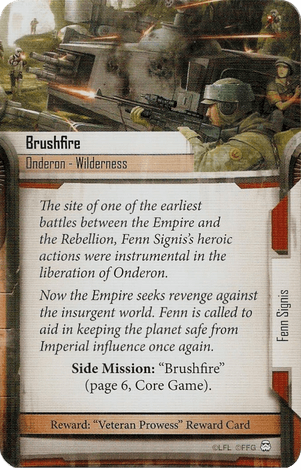 Brushfire
Onderon - Wilderness
The site of one of the earliest
battles between the Empire and
the Rebellion, Fenn Signis's heroic
actions were instrumental in the
liberation of Onderon.
Now the Empire seeks revenge against
the insurgent world. Fenn is called to
aid in keeping the planet safe from
Imperial influence once again.
Side Mission: “Brushfire”
(page 6, Core Game).
Fenn Signis
Reward: “Veteran Prowess” Reward Card
©LFL ©FFG